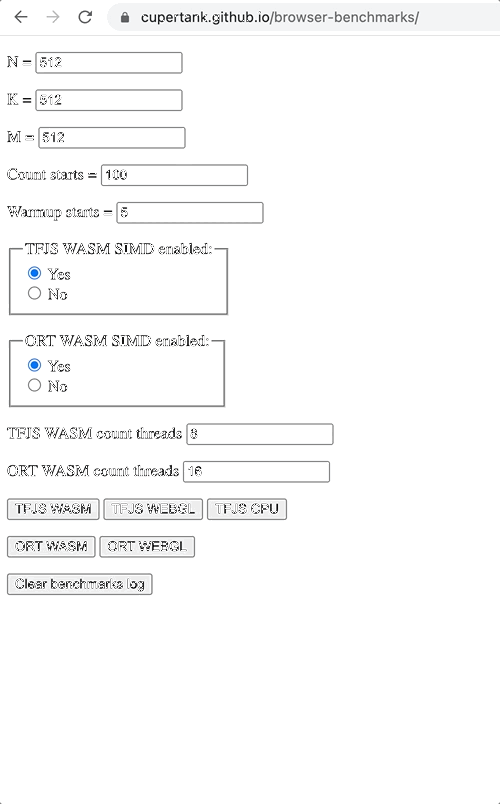 cupertank.github.io/browser-benchmarks/
N = 512
K = 512
M = 512
Count starts = 100
Warmup starts = 5
TFJS WASM SIMD enabled:
Yes
No
ORT WASM SIMD enabled:
Yes
No
TFJS WASM count threads 8
ORT WASM count threads 16
TFJS WASM TFJS WEBGL TFJS CPU
ORT WASM ORT WEBGL
Clear benchmarks log